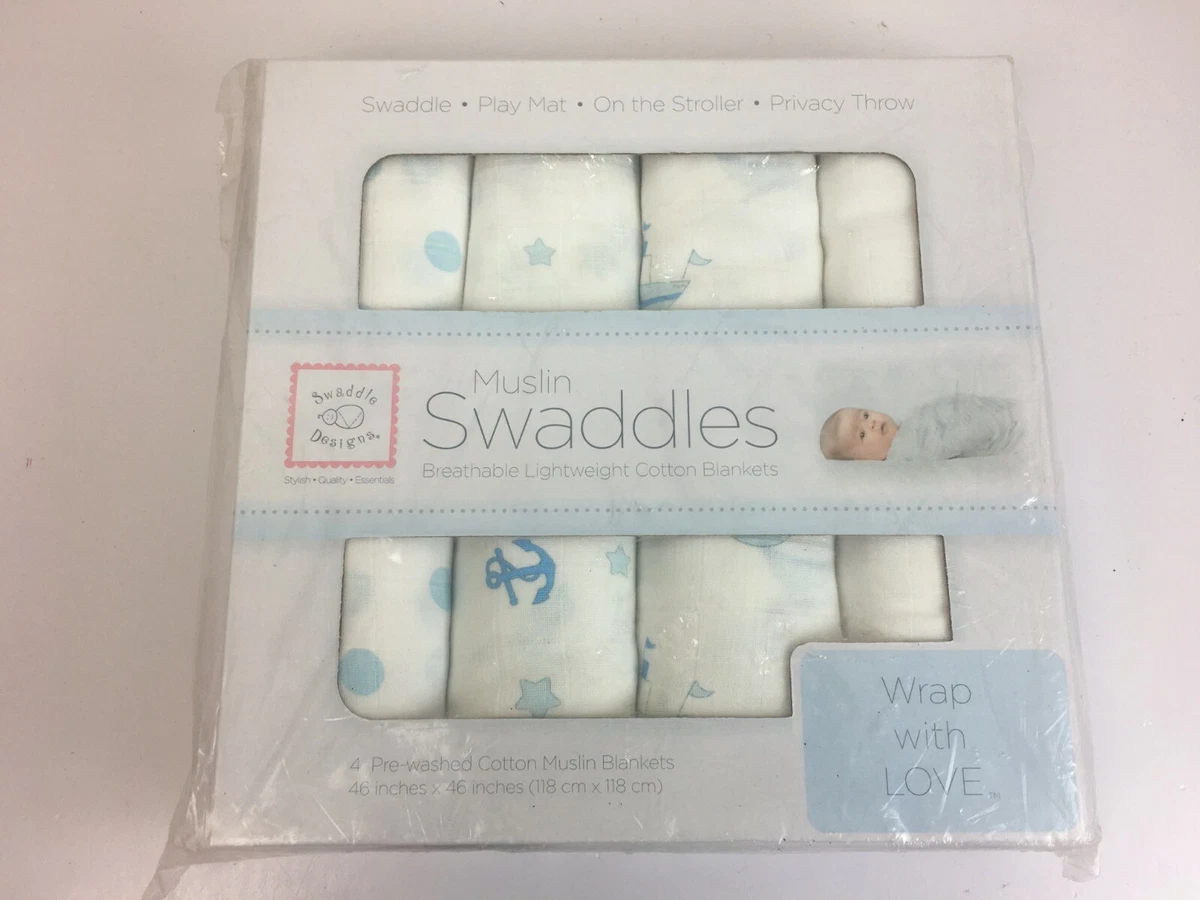 Swaddle • Play Mat • On the Stroller • Privacy Throw
Swaddle
Designs®
Stylish • Quality • Essentials
Muslin
Swaddles
Breathable Lightweight Cotton Blankets
4 Pre-washed Cotton Muslin Blankets
46 inches x 46 inches (118 cm x 118 cm)
Wrap
with
LOVE™